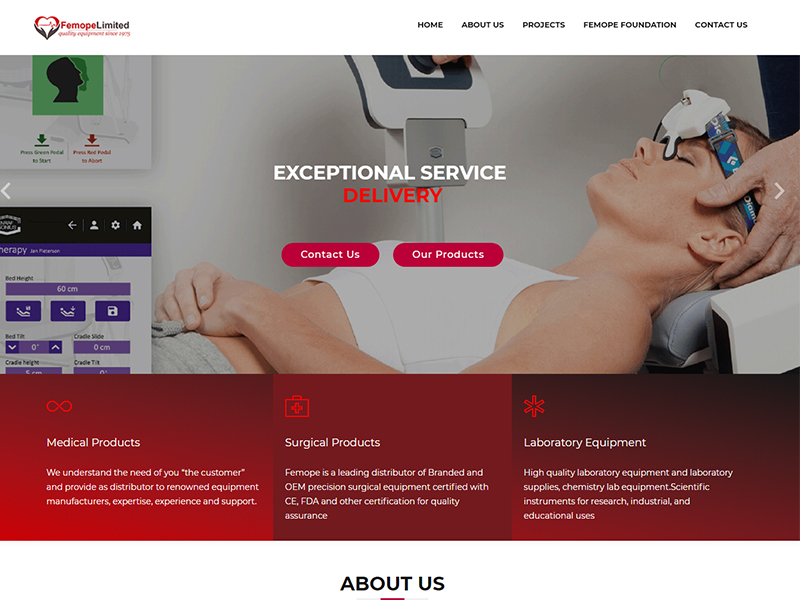 FemopeLimited
quality equipment since 1975
HOME
ABOUT US
PROJECTS
FEMOPE FOUNDATION
CONTACT US
Press Green Pedal
to Start
Press Red Pedal
to Abort
EXCEPTIONAL SERVICE
DELIVERY
Contact Us
Our Products
herapy Jan Pieterson
Bed Height
60 cm
Bed Tilt
Cradle Slide
0°
0 cm
Cradle height
Cradle Tilt
5 cm
0°
Medical Products
We understand the need of you “the customer”
and provide as distributor to renowned equipment
manufacturers, expertise, experience and support.
Surgical Products
Femope is a leading distributor of Branded and
OEM precision surgical equipment certified with
CE, FDA and other certification for quality
assurance
Laboratory Equipment
High quality laboratory equipment and laboratory
supplies, chemistry lab equipment.Scientific
instruments for research, industrial, and
educational uses
ABOUT US